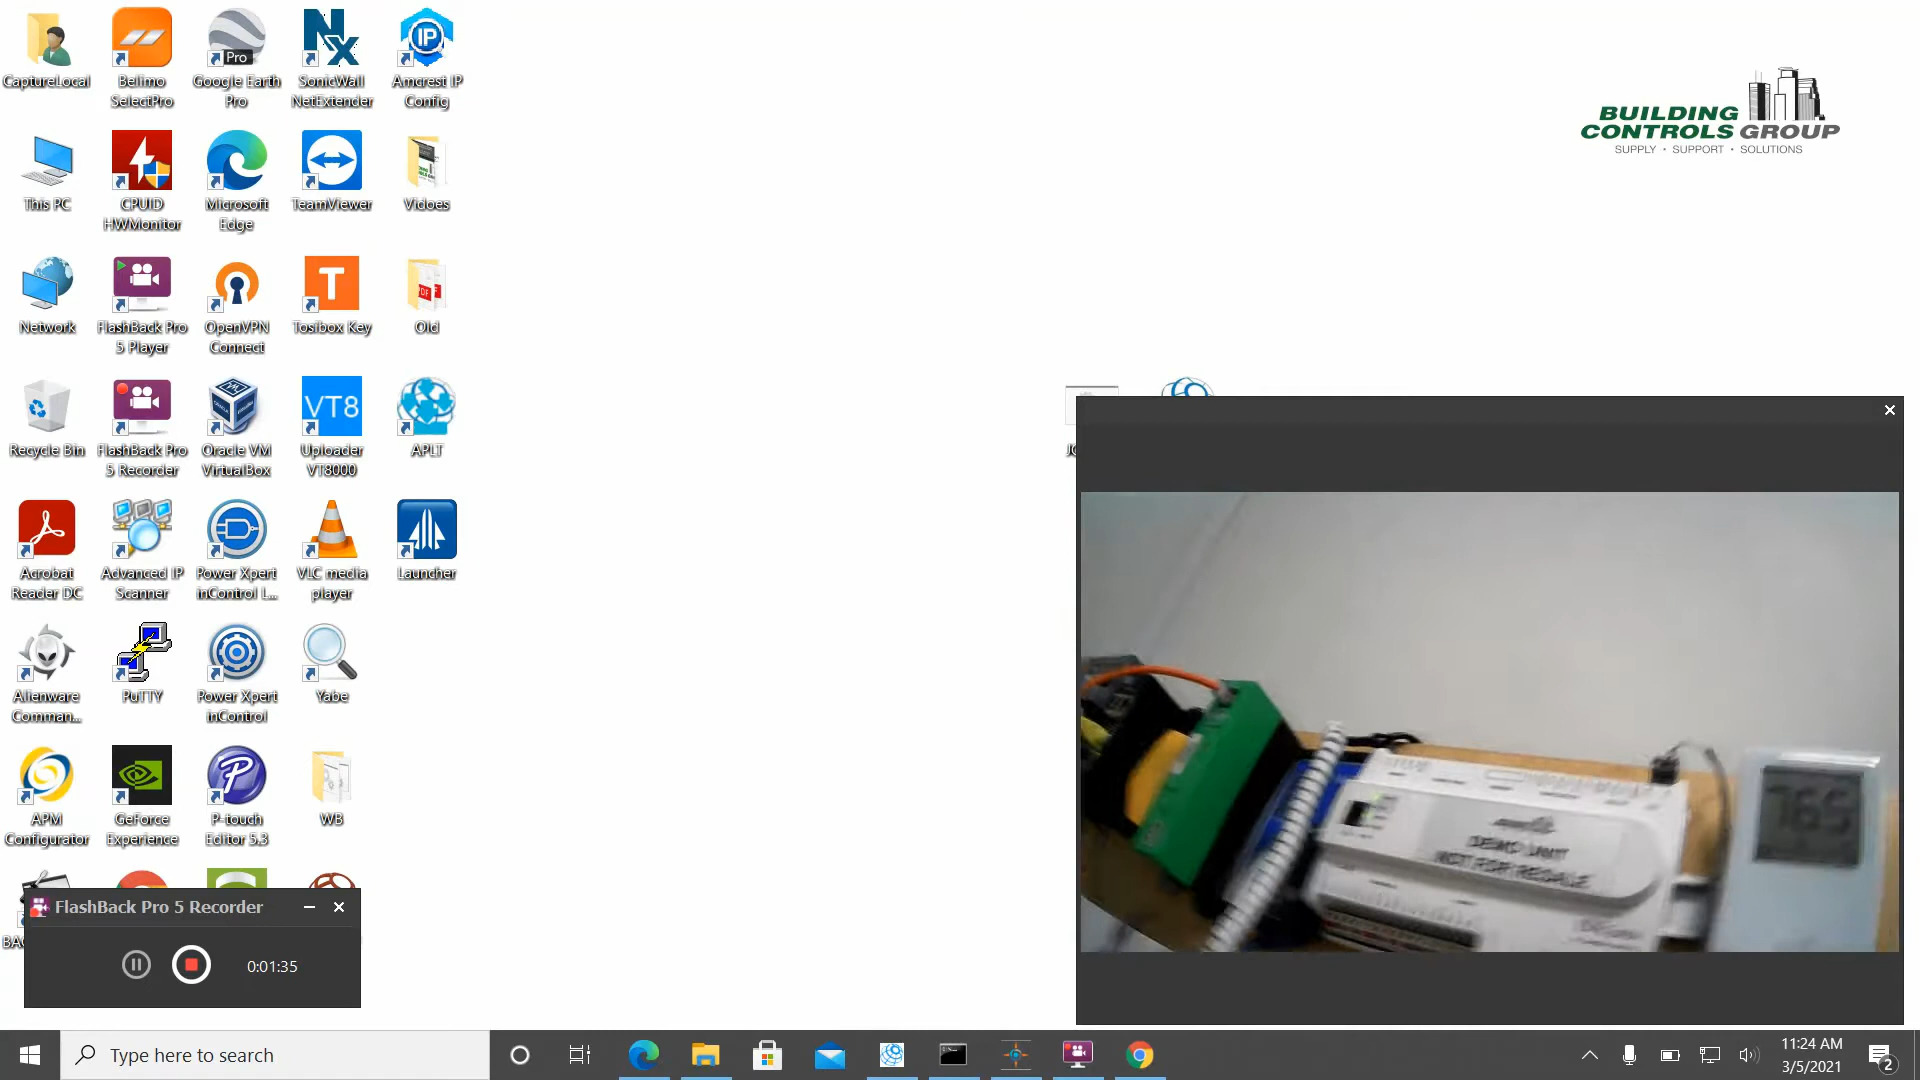 CaptureLocal
Belimo
SelectPro
Pro
Google Earth
Pro
SonicWall
NetExtender
IP
Amcrest IP
Config
BUILDING
CONTROLS GROUP
SUPPLY • SUPPORT • SOLUTIONS
This PC
CPUID
HWMonitor
Microsoft
Edge
TeamViewer
Vidoes
Network
FlashBack Pro
5 Player
OpenVPN
Connect
T
Tosibox Key
Old
Recycle Bin
FlashBack Pro
5 Recorder
Oracle VM
VirtualBox
VT8
Uploader
VT8000
APLT
Acrobat
Reader DC
Advanced IP
Scanner
Power Xpert
inControl L...
VLC media
player
Launcher
Alienware
Comman...
PuTTY
Power Xpert
inControl
Yabe
APM
Configurator
GeForce
Experience
P-touch
Editor 5.3
WB
FlashBack Pro 5 Recorder
0:01:35
DEMO UNIT
NOT FOR RESALE
765
Type here to search
11:24 AM
3/5/2021
2